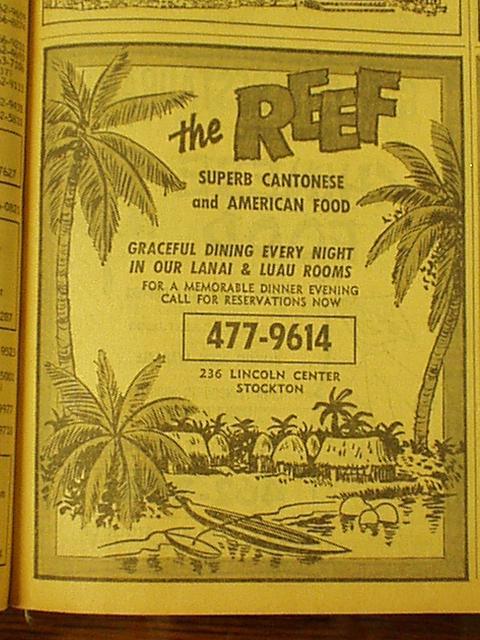 the REEF
SUPERB CANTONESE
and AMERICAN FOOD
GRACEFUL DINING EVERY NIGHT
IN OUR LANAI & LUAU ROOMS
FOR A MEMORABLE DINNER EVENING
CALL FOR RESERVATIONS NOW
477-9614
236 LINCOLN CENTER
STOCKTON